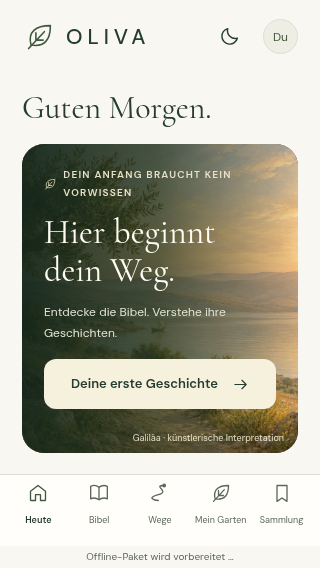 OLIVA
Du
Guten Morgen.
DEIN ANFANG BRAUCHT KEIN
VORWISSEN
Hier beginnt
dein Weg.
Entdecke die Bibel. Verstehe ihre
Geschichten.
Deine erste Geschichte →
Galiläa · künstlerische Interpretation
Heute
Bibel
Wege
Mein Garten
Sammlung
Offline-Paket wird vorbereitet …